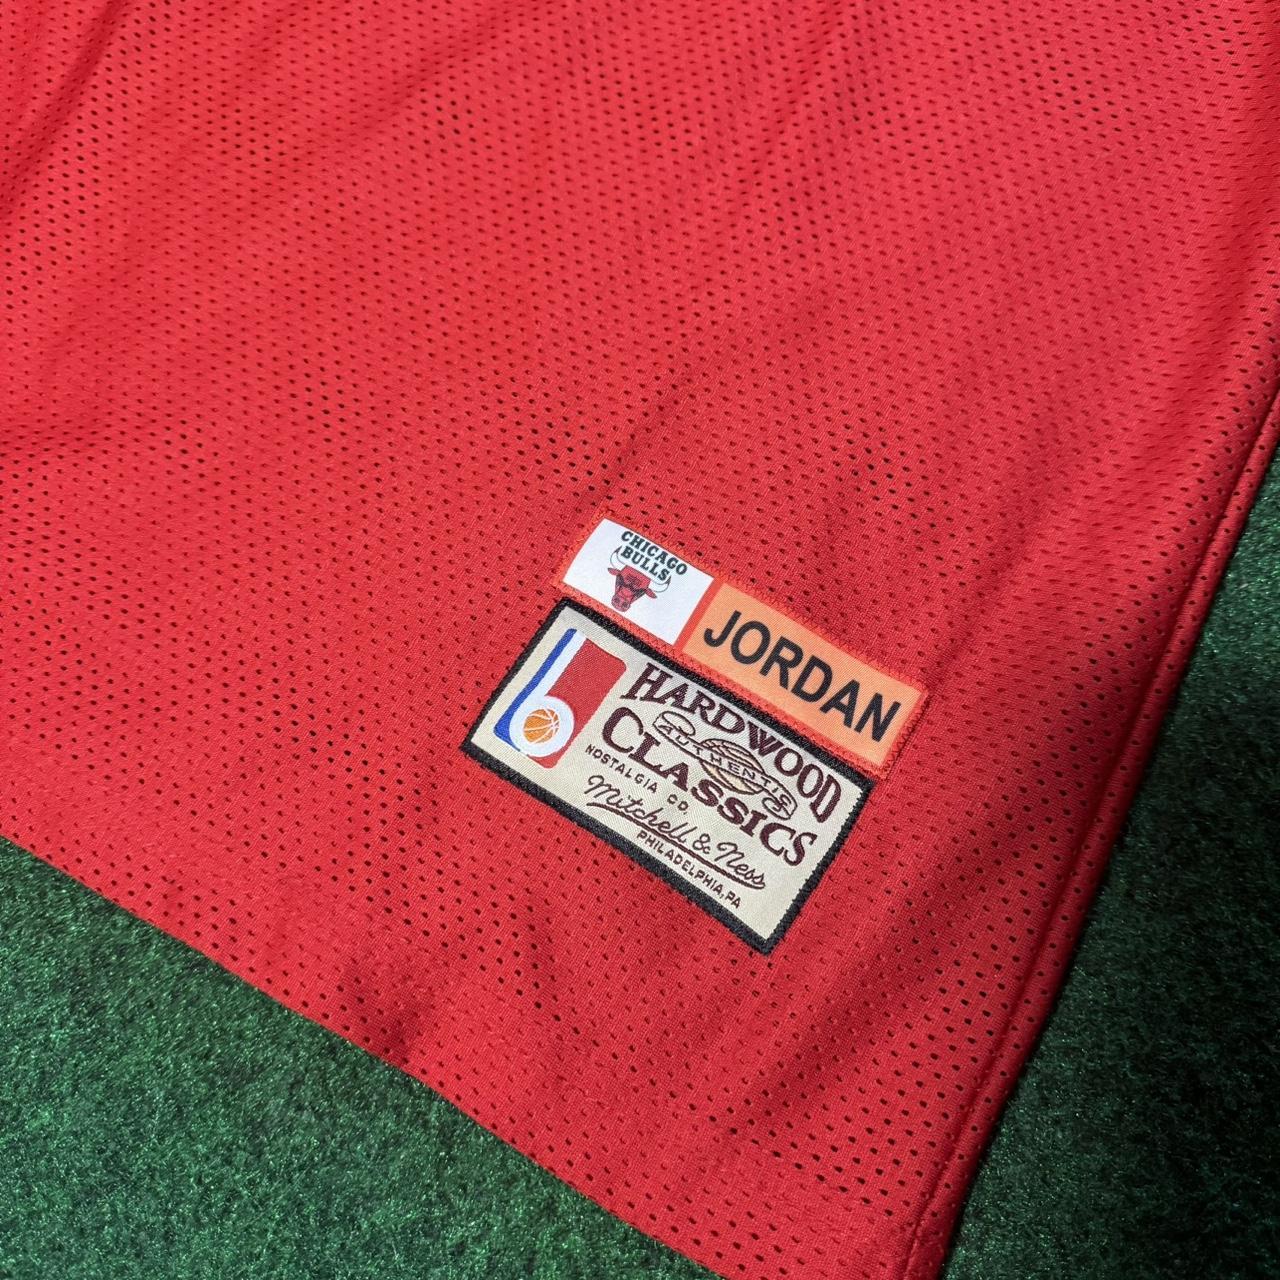 CHICAGO
BULLS
JORDAN
HARDWOOD
AUTHENTIC
CLASSICS
NOSTALGIA CO.
Mitchell & Ness
PHILADELPHIA, PA